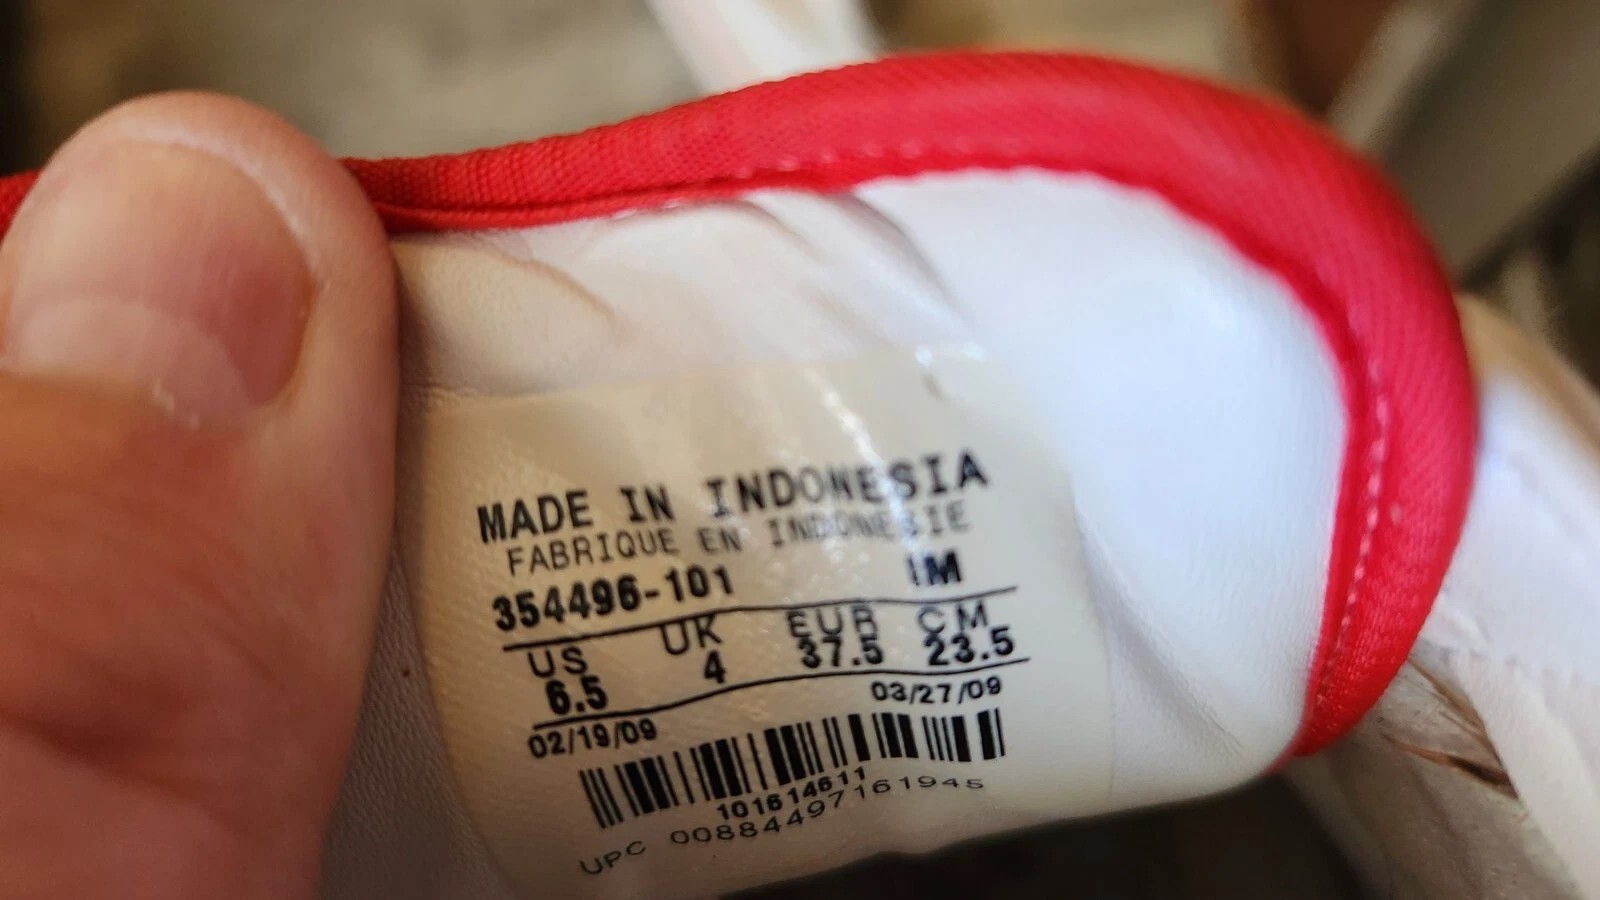 MADE IN INDONESIA
FABRIQUE EN INDONESIE
354496-101 IM
US UK EUR CM
6.5 4 37.5 23.5
02/19/09 03/27/09
101614611
UPC 00884497161945